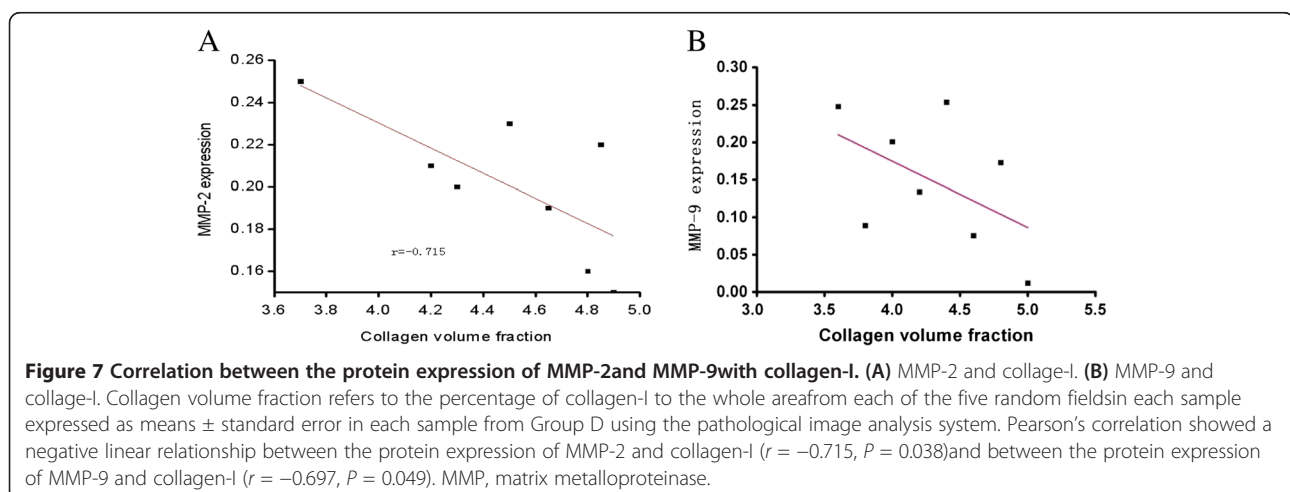 A
B
0.26
0.24
0.22
0.20
0.18
0.16
MMP-2 expression
r=-0.715
3.6 4.0 4.2 4.4 4.6 4.8 5.0
Collagen volume fraction
0.30
0.25
0.20
0.15
0.10
0.05
0.00
MMP-9 expression
3.0 3.5 4.0 4.5 5.0 5.5
Collagen volume fraction
Figure 7 Correlation between the protein expression of MMP-2and MMP-9with collagen-I. (A) MMP-2 and collage-I. (B) MMP-9 and
collage-I. Collagen volume fraction refers to the percentage of collagen-I to the whole areafrom each of the five random fieldsin each sample
expressed as means ± standard error in each sample from Group D using the pathological image analysis system. Pearson's correlation showed a
negative linear relationship between the protein expression of MMP-2 and collagen-I (r = −0.715, P = 0.038)and between the protein expression
of MMP-9 and collagen-I (r = −0.697, P = 0.049). MMP, matrix metalloproteinase.